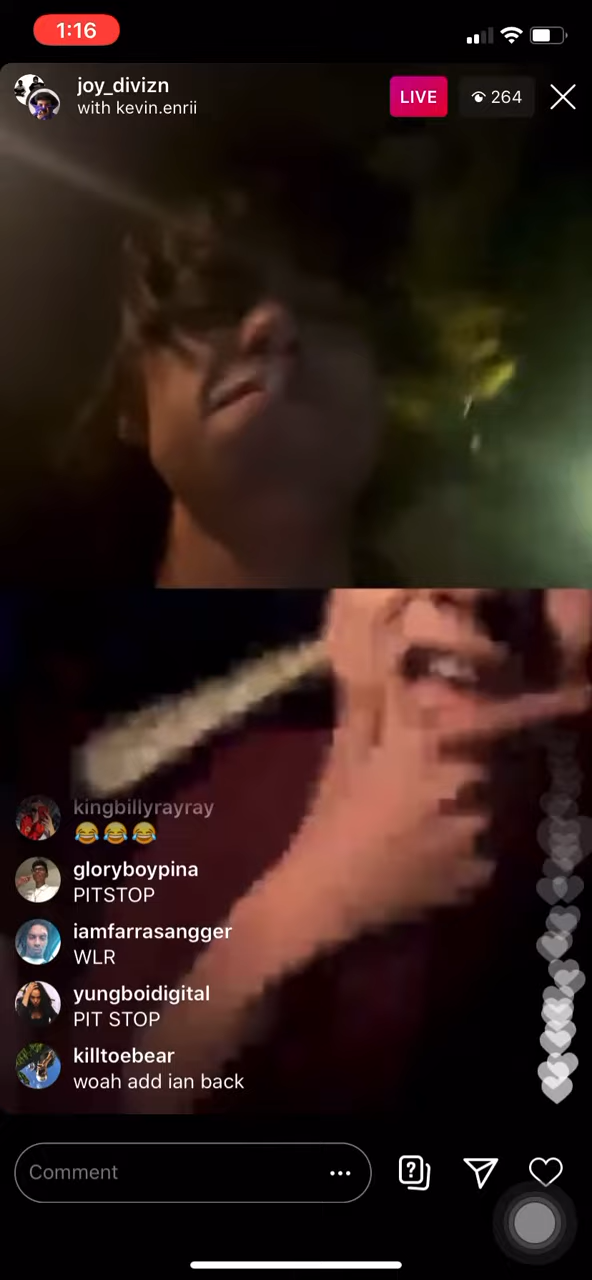 1:16
joy_divizn
with kevin.enrii
LIVE
264
kingbillyrayray
😂😂😂
gloryboypina
PITSTOP
iamfarrasangger
WLR
yungboidigital
PIT STOP
killtoebear
woah add ian back
Comment